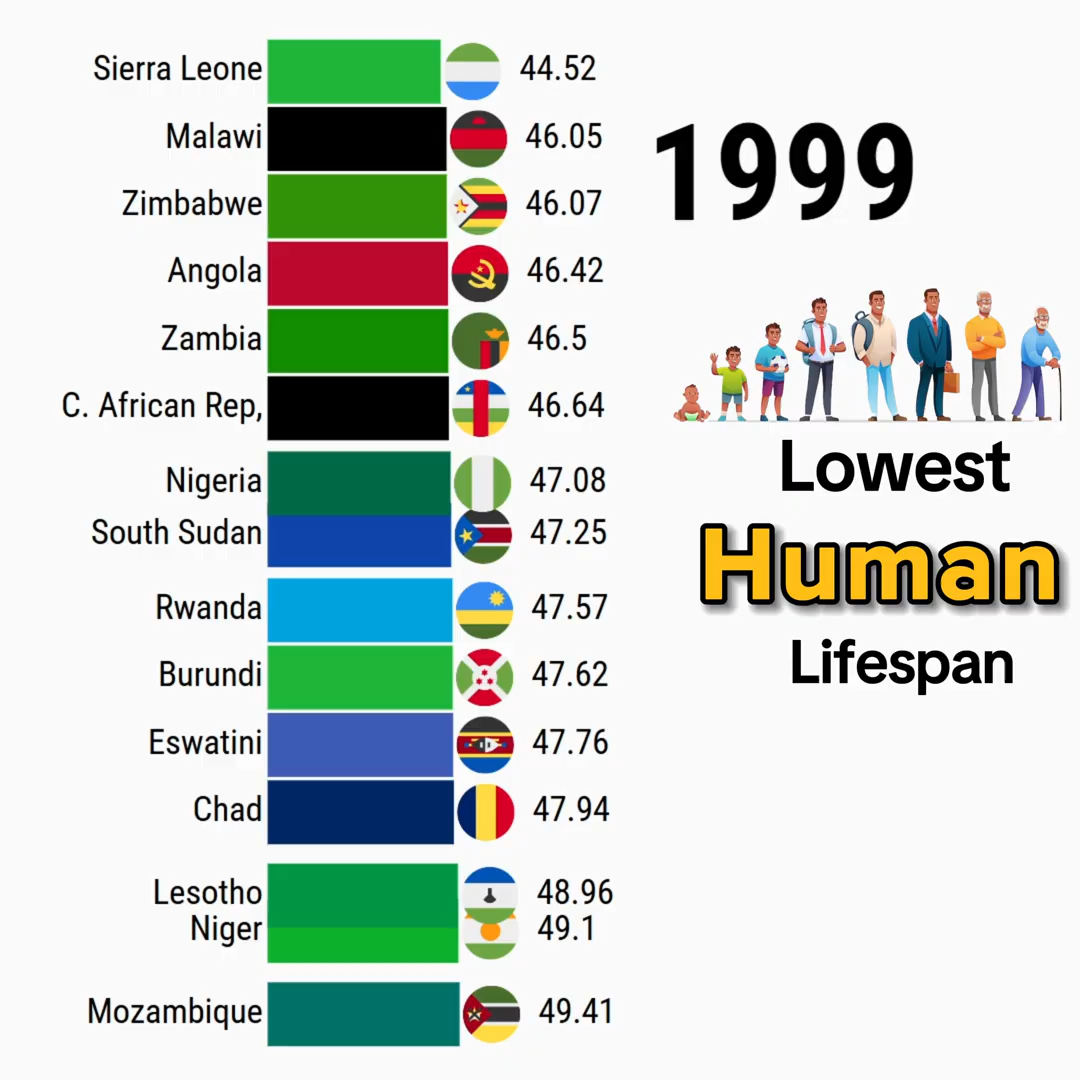 Sierra Leone 44.52
Malawi 46.05
1999
Zimbabwe 46.07
Angola 46.42
Zambia 46.5
C. African Rep, 46.64
Lowest
Nigeria 47.08
South Sudan 47.25
Human
Rwanda 47.57
Lifespan
Burundi 47.62
Eswatini 47.76
Chad 47.94
Lesotho 48.96
Niger 49.1
Mozambique 49.41